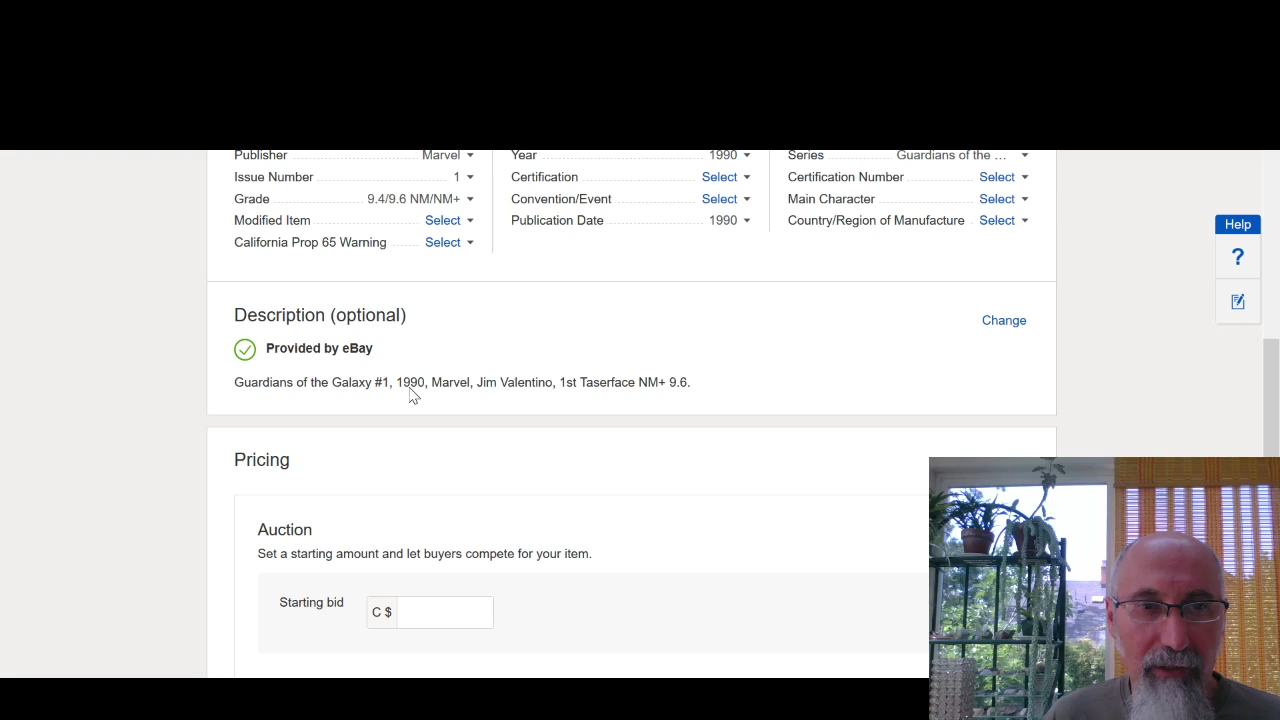 Publisher Marvel Year 1990 Series Guardians of the ...
Issue Number 1 Certification Select Certification Number Select
Grade 9.4/9.6 NM/NM+ Convention/Event Select Main Character Select
Modified Item Select Publication Date 1990 Country/Region of Manufacture Select
California Prop 65 Warning Select
Help
?
Description (optional)
Change
Provided by eBay
Guardians of the Galaxy #1, 1990, Marvel, Jim Valentino, 1st Taserface NM+ 9.6.
Pricing
Auction
Set a starting amount and let buyers compete for your item.
Starting bid C $